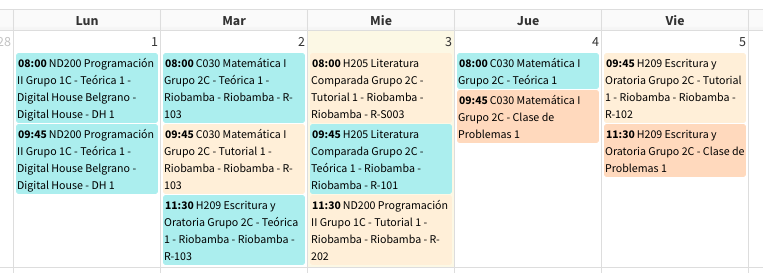 Lun
Mar
Mie
Jue
Vie
28
1
2
3
4
5
08:00 ND200 Programación
II Grupo 1C - Teórica 1 -
Digital House Belgrano -
Digital House - DH 1
09:45 ND200 Programación
II Grupo 1C - Teórica 1 -
Digital House Belgrano -
Digital House - DH 1
08:00 C030 Matemática I
Grupo 2C - Teórica 1 -
Riobamba - Riobamba - R-
103
09:45 C030 Matemática I
Grupo 2C - Tutorial 1 -
Riobamba - Riobamba - R-
103
11:30 H209 Escritura y
Oratoria Grupo 2C - Teórica
1 - Riobamba - Riobamba -
R-103
08:00 H205 Literatura
Comparada Grupo 2C -
Tutorial 1 - Riobamba -
Riobamba - R-S003
09:45 H205 Literatura
Comparada Grupo 2C -
Teórica 1 - Riobamba -
Riobamba - R-101
11:30 ND200 Programación
II Grupo 1C - Tutorial 1 -
Riobamba - Riobamba - R-
202
08:00 C030 Matemática I
Grupo 2C - Teórica 1
09:45 C030 Matemática I
Grupo 2C - Clase de
Problemas 1
09:45 H209 Escritura y
Oratoria Grupo 2C - Tutorial
1 - Riobamba - Riobamba -
R-102
11:30 H209 Escritura y
Oratoria Grupo 2C - Clase de
Problemas 1